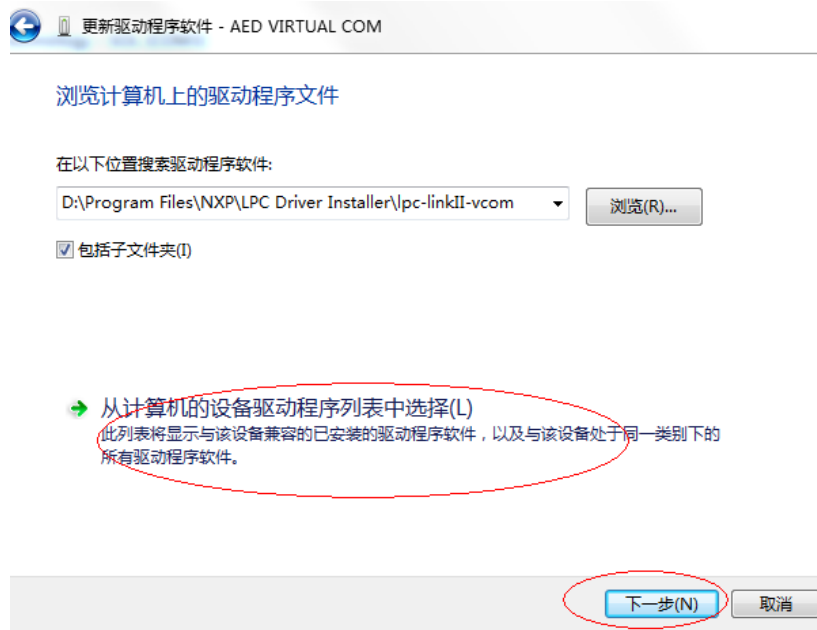 更新驱动程序软件 - AED VIRTUAL COM
浏览计算机上的驱动程序文件
在以下位置搜索驱动程序软件:
D:\Program Files\NXP\LPC Driver Installer\lpc-linkII-vcom
浏览(R)...
包括子文件夹(I)
从计算机的设备驱动程序列表中选择(L)
此列表将显示与该设备兼容的已安装的驱动程序软件，以及与该设备处于同一类别下的
所有驱动程序软件。
下一步(N)
取消